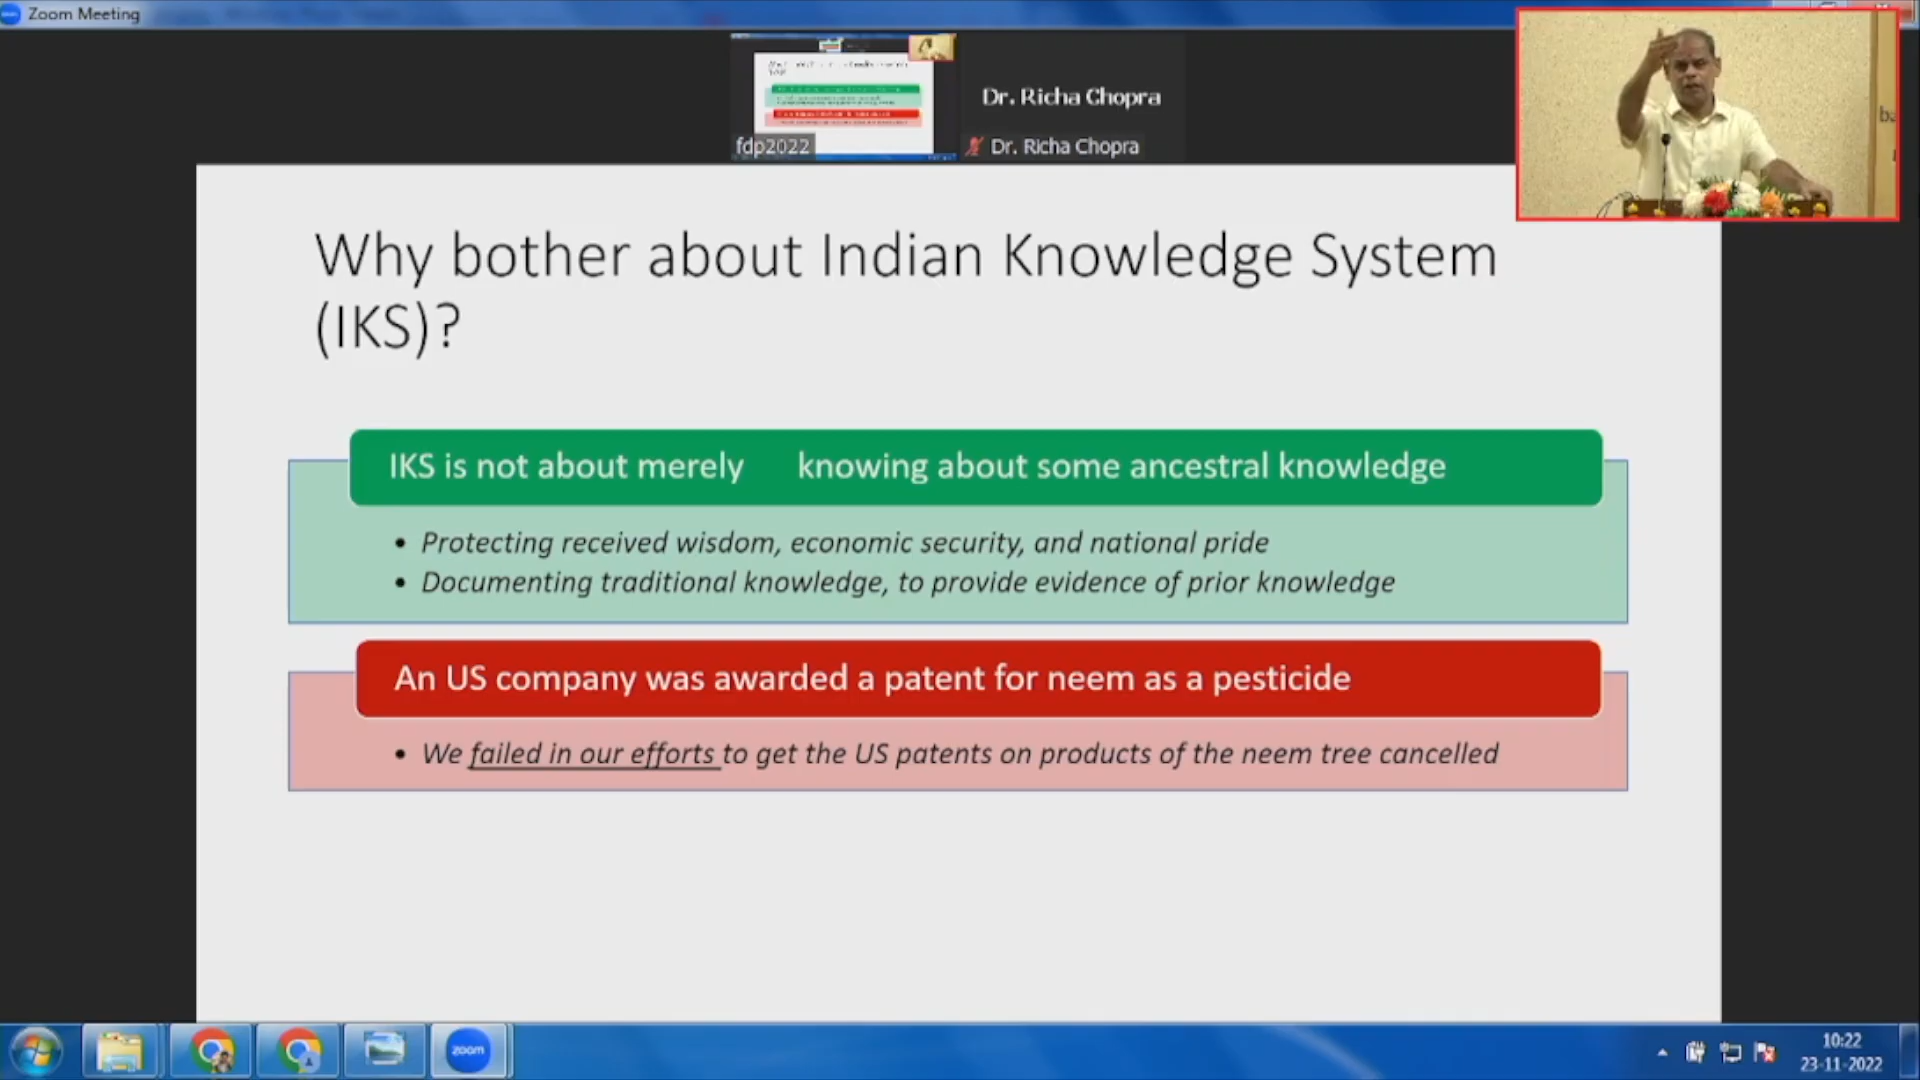 Zoom Meeting
fdp2022
Dr. Richa Chopra
Dr. Richa Chopra
Why bother about Indian Knowledge System
(IKS)?
IKS is not about merely knowing about some ancestral knowledge
• Protecting received wisdom, economic security, and national pride
• Documenting traditional knowledge, to provide evidence of prior knowledge
An US company was awarded a patent for neem as a pesticide
• We failed in our efforts to get the US patents on products of the neem tree cancelled
zoom
10:22
23-11-2022